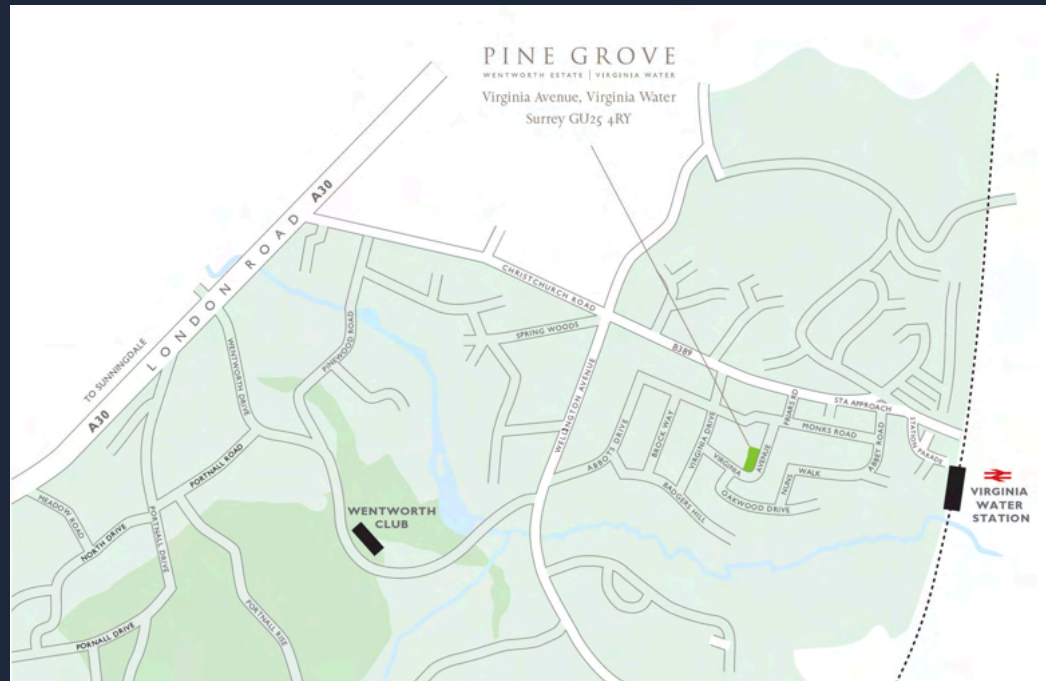 PINE GROVE
WENTWORTH ESTATE | VIRGINIA WATER
Virginia Avenue, Virginia Water
Surrey GU25 4RY
A30
LONDON ROAD
TO SUNNINGDALE
A30
CHRISTCHURCH ROAD
SPRING WOODS
PINEWOOD ROAD
WENTWORTH DRIVE
B389
WELLINGTON AVENUE
STA APPROACH
FRIARS RD
MONKS ROAD
STATION PARADE
ABBEY ROAD
ABBOTS DRIVE
BROCK WAY
VIRGINIA DRIVE
VIRGINIA
AVENUE
NUNS
WALK
OAKWOOD DRIVE
BADGERS HILL
PORTNALL ROAD
MEADOW ROAD
NORTH DRIVE
PORTNALL DRIVE
WENTWORTH
CLUB
VIRGINIA
WATER
STATION
PORNALL DRIVE
PORTNALL RISE